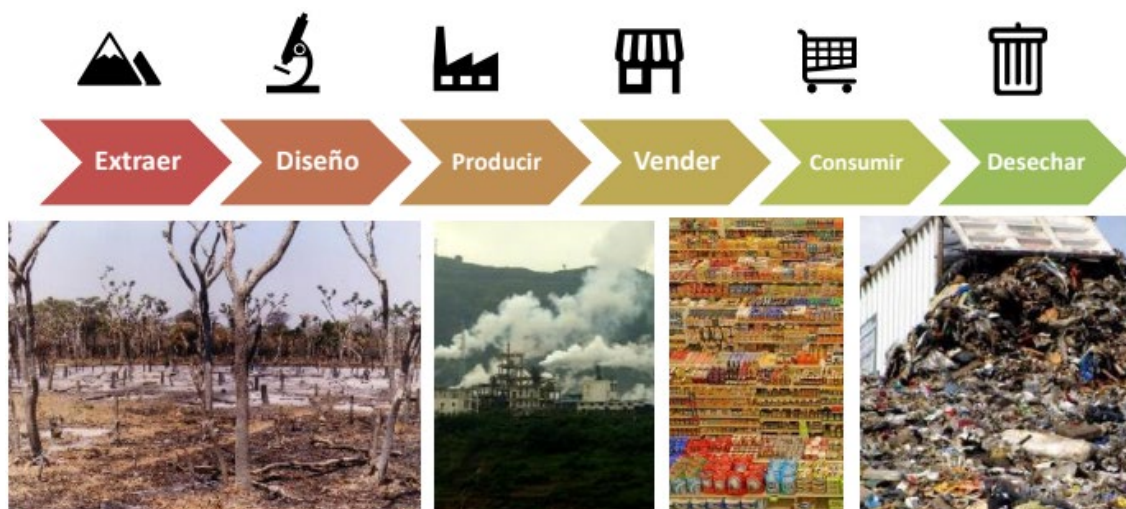 Extraer
Diseño
Producir
Vender
Consumir
Desechar